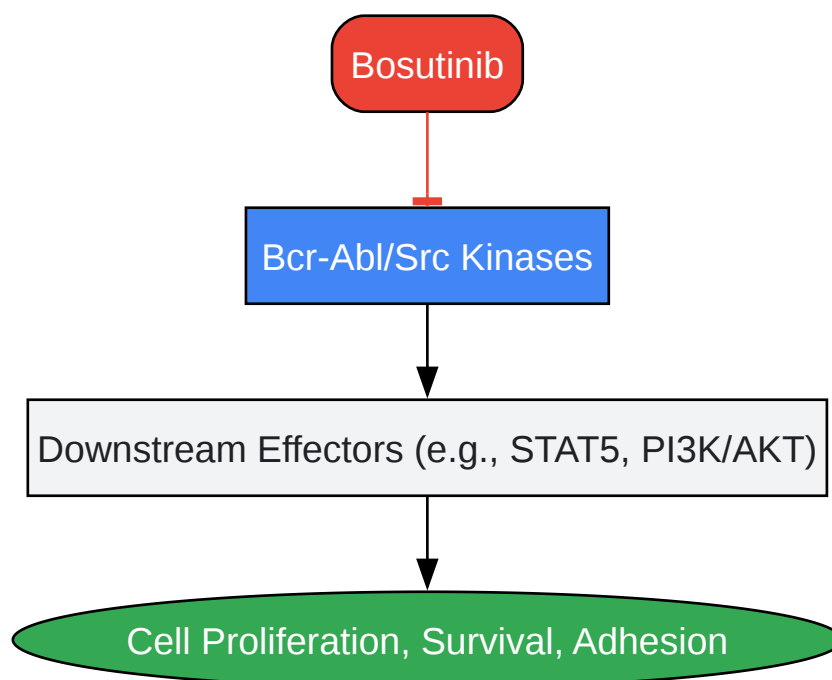 Bosutinib
Bcr-Abl/Src Kinases
Downstream Effectors (e.g., STAT5, PI3K/AKT)
Cell Proliferation, Survival, Adhesion